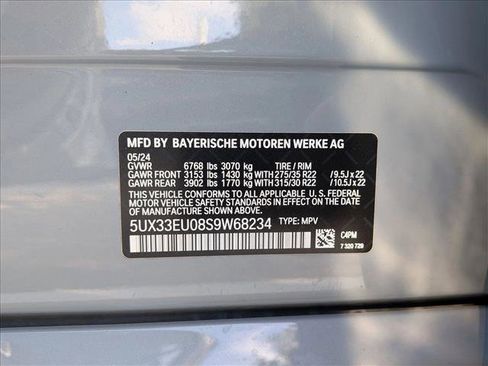 MFD BY BAYERISCHE MOTOREN WERKE AG
05/24
GVWR 6768 lbs 3070 kg TIRE / RIM
GAWR FRONT 3153 lbs 1430 kg WITH 275/35 R22 / 9.5J x 22
GAWR REAR 3902 lbs 1770 kg WITH 315/30 R22 / 10.5J x 22
THIS VEHICLE CONFORMS TO ALL APPLICABLE U. S. FEDERAL
MOTOR VEHICLE SAFETY STANDARDS IN EFFECT ON THE
DATE OF MANUFACTURE SHOWN ABOVE.
5UX33EU08S9W68234 TYPE: MPV
C4PM
7 320 729